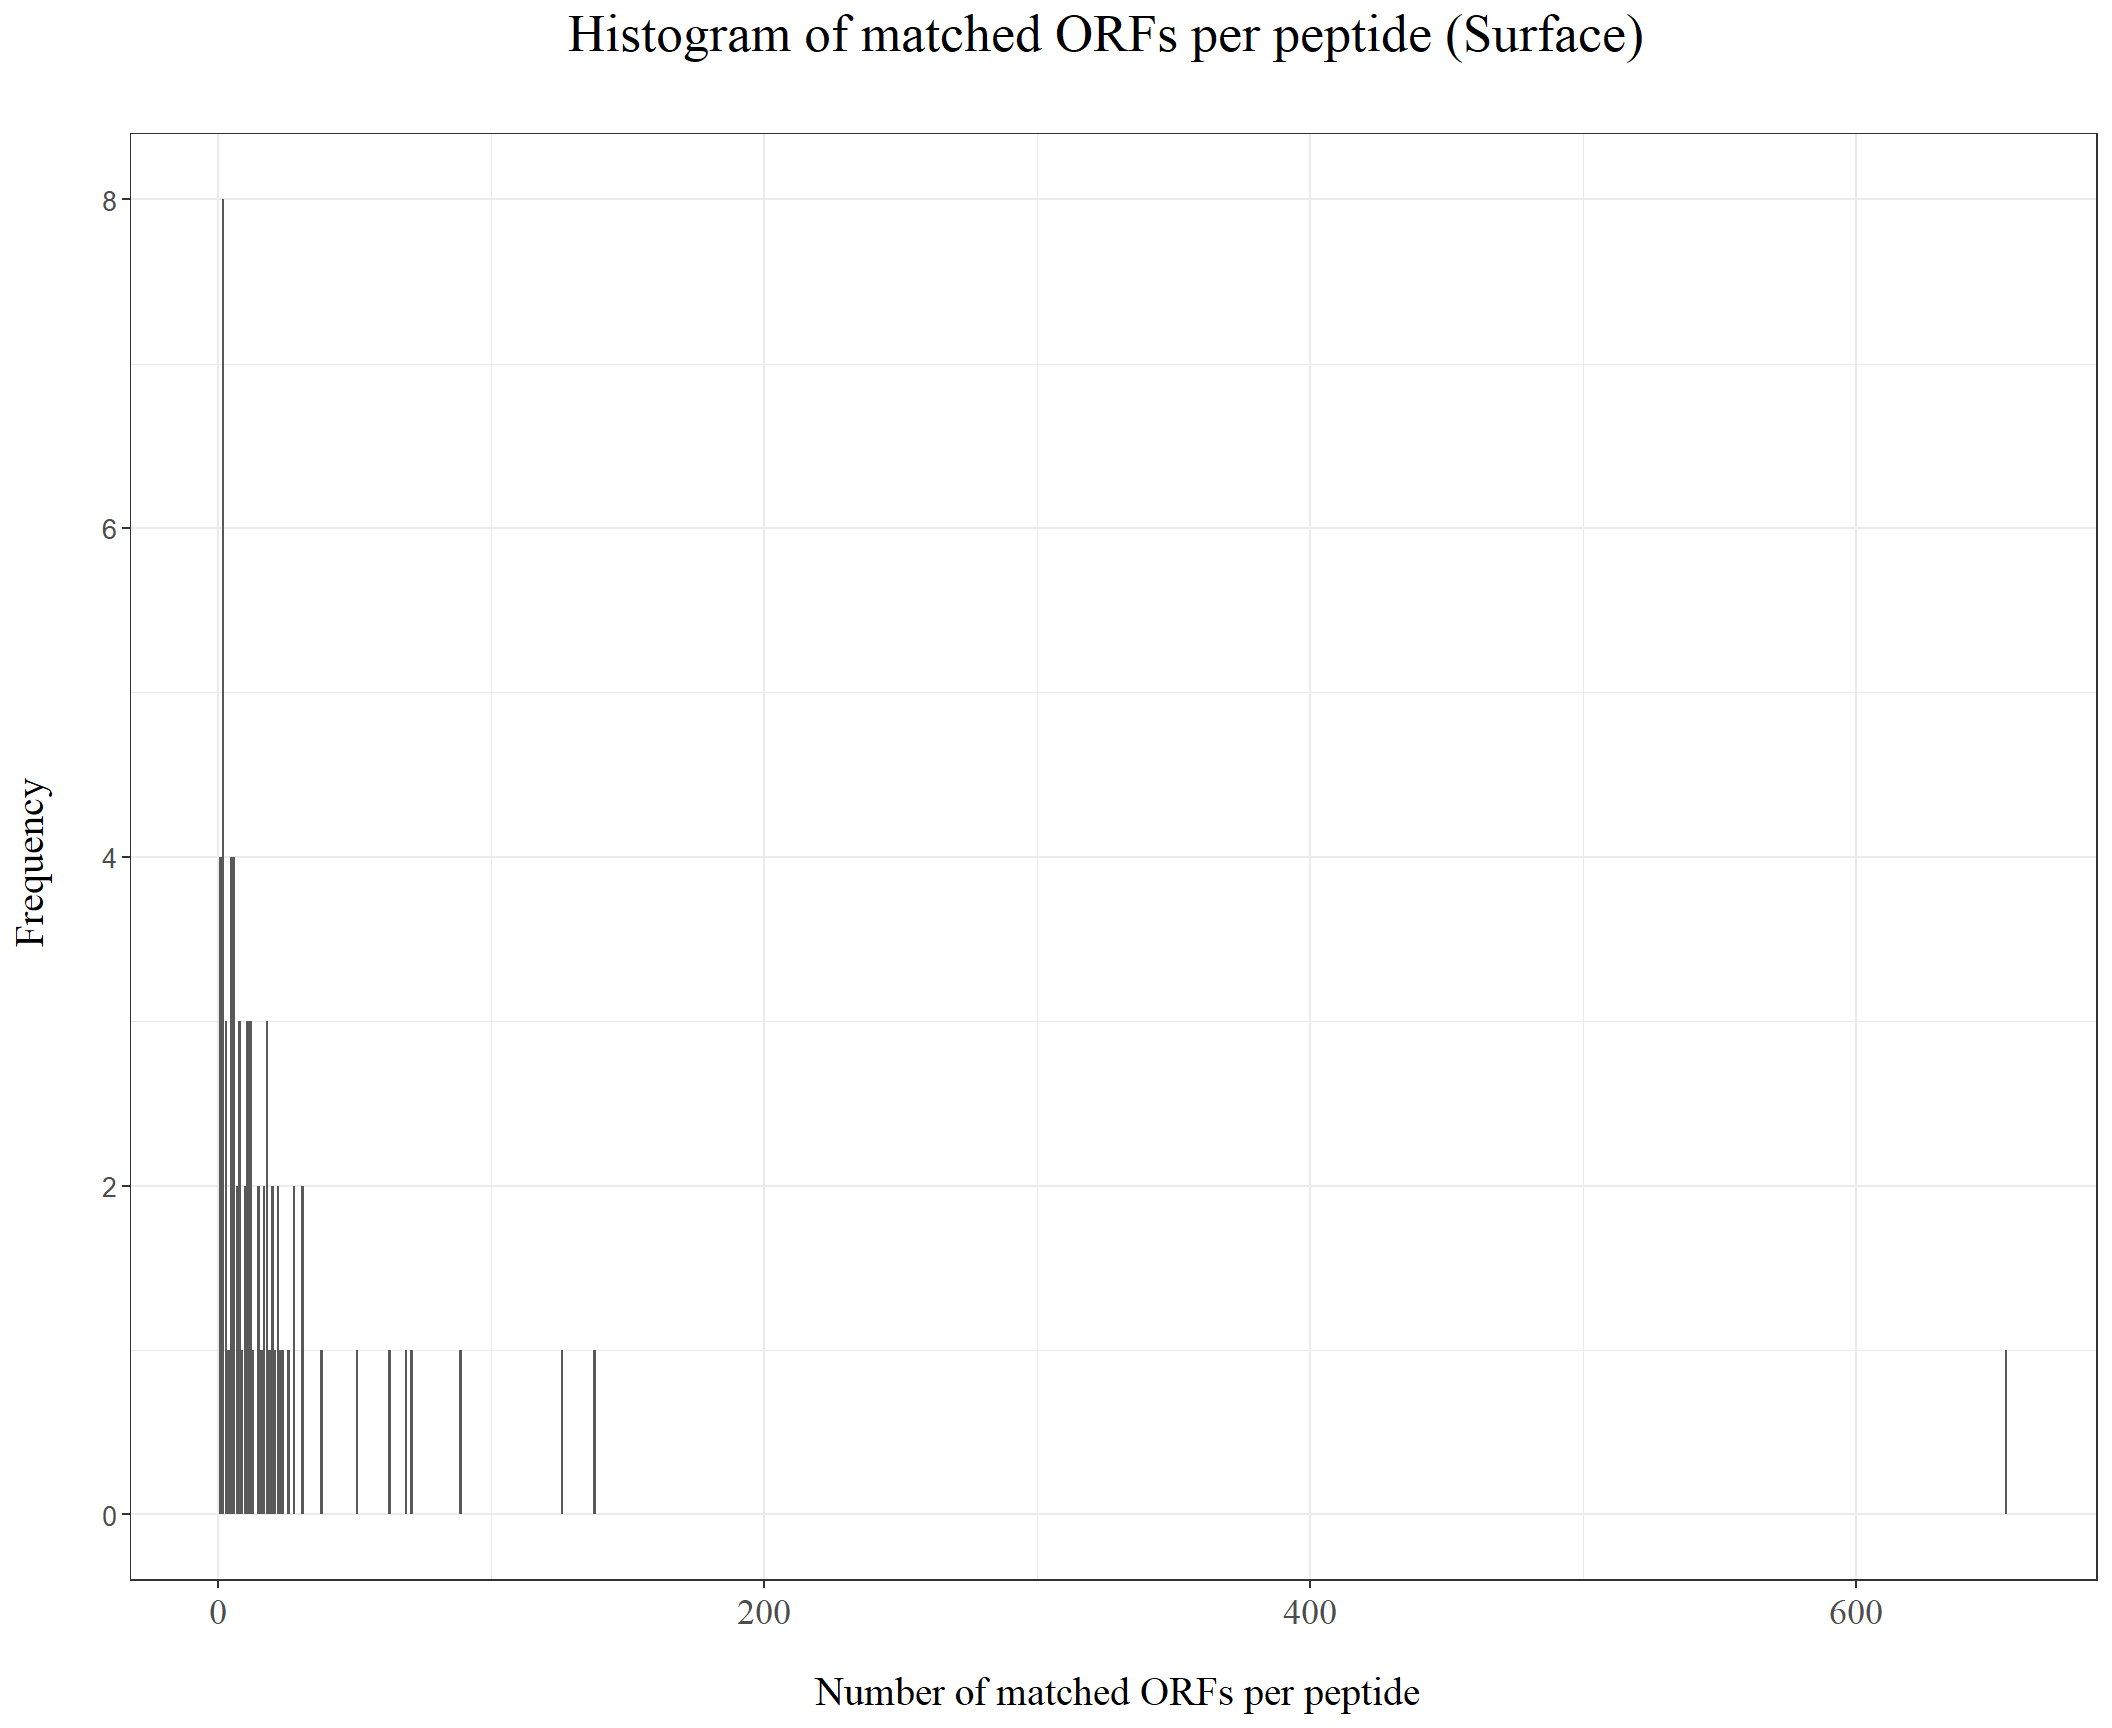 Histogram of matched ORFs per peptide (Surface)
8
6
4
2
0
Frequency
0 200 400 600
Number of matched ORFs per peptide